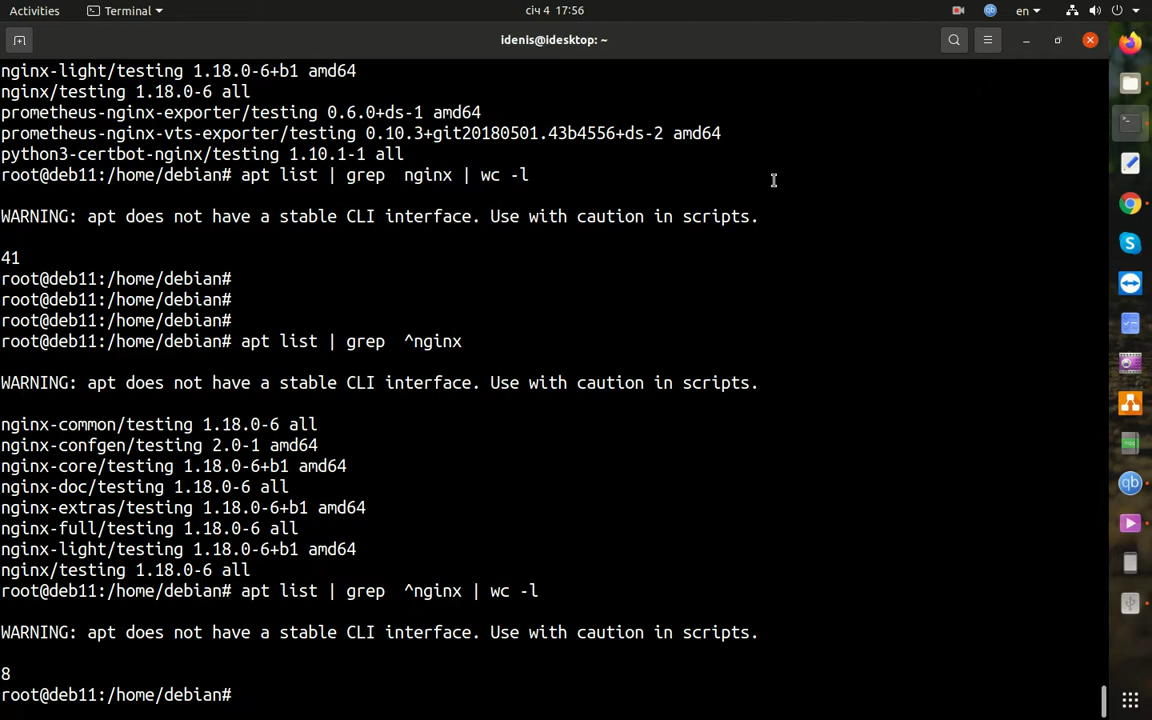 Activities Terminal січ 4 17:56 en
idenis@idesktop: ~
nginx-light/testing 1.18.0-6+b1 amd64
nginx/testing 1.18.0-6 all
prometheus-nginx-exporter/testing 0.6.0+ds-1 amd64
prometheus-nginx-vts-exporter/testing 0.10.3+git20180501.43b4556+ds-2 amd64
python3-certbot-nginx/testing 1.10.1-1 all
root@deb11:/home/debian# apt list | grep  nginx | wc -l
WARNING: apt does not have a stable CLI interface. Use with caution in scripts.
41
root@deb11:/home/debian#
root@deb11:/home/debian#
root@deb11:/home/debian#
root@deb11:/home/debian# apt list | grep  ^nginx
WARNING: apt does not have a stable CLI interface. Use with caution in scripts.
nginx-common/testing 1.18.0-6 all
nginx-confgen/testing 2.0-1 amd64
nginx-core/testing 1.18.0-6+b1 amd64
nginx-doc/testing 1.18.0-6 all
nginx-extras/testing 1.18.0-6+b1 amd64
nginx-full/testing 1.18.0-6 all
nginx-light/testing 1.18.0-6+b1 amd64
nginx/testing 1.18.0-6 all
root@deb11:/home/debian# apt list | grep  ^nginx | wc -l
WARNING: apt does not have a stable CLI interface. Use with caution in scripts.
8
root@deb11:/home/debian#